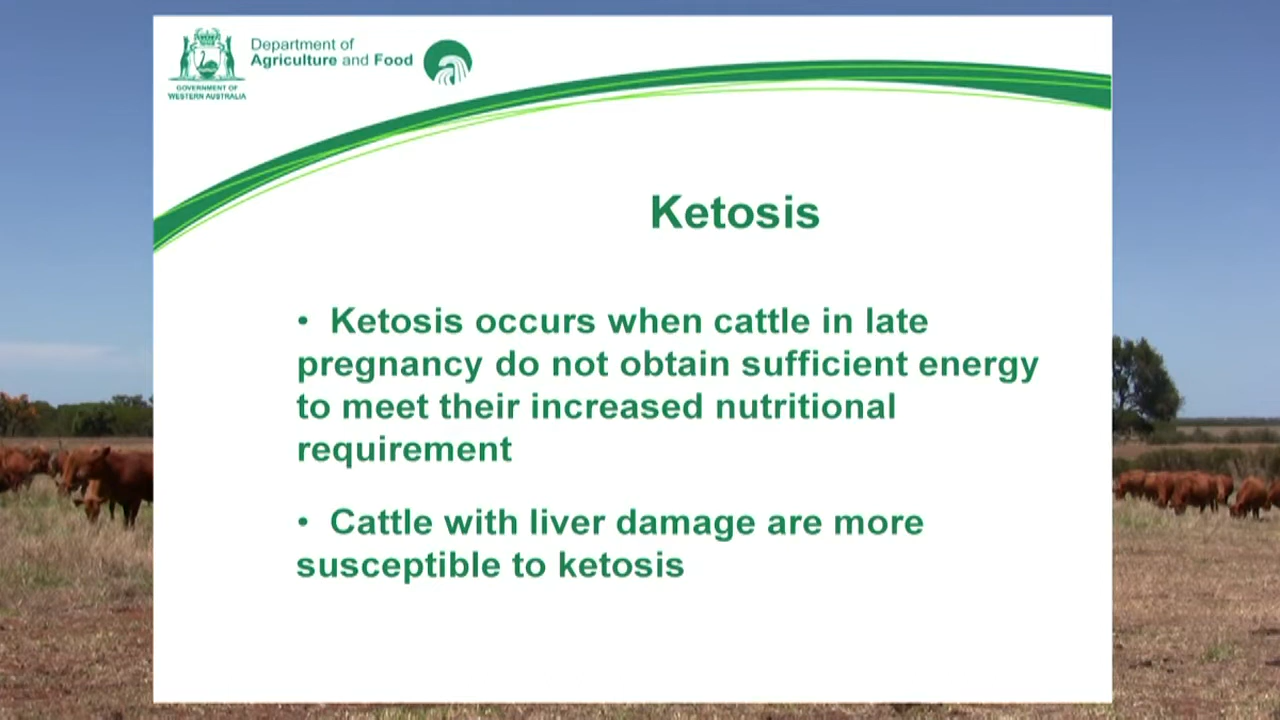 Department of
Agriculture and Food
GOVERNMENT OF
WESTERN AUSTRALIA
Ketosis
• Ketosis occurs when cattle in late
pregnancy do not obtain sufficient energy
to meet their increased nutritional
requirement
• Cattle with liver damage are more
susceptible to ketosis